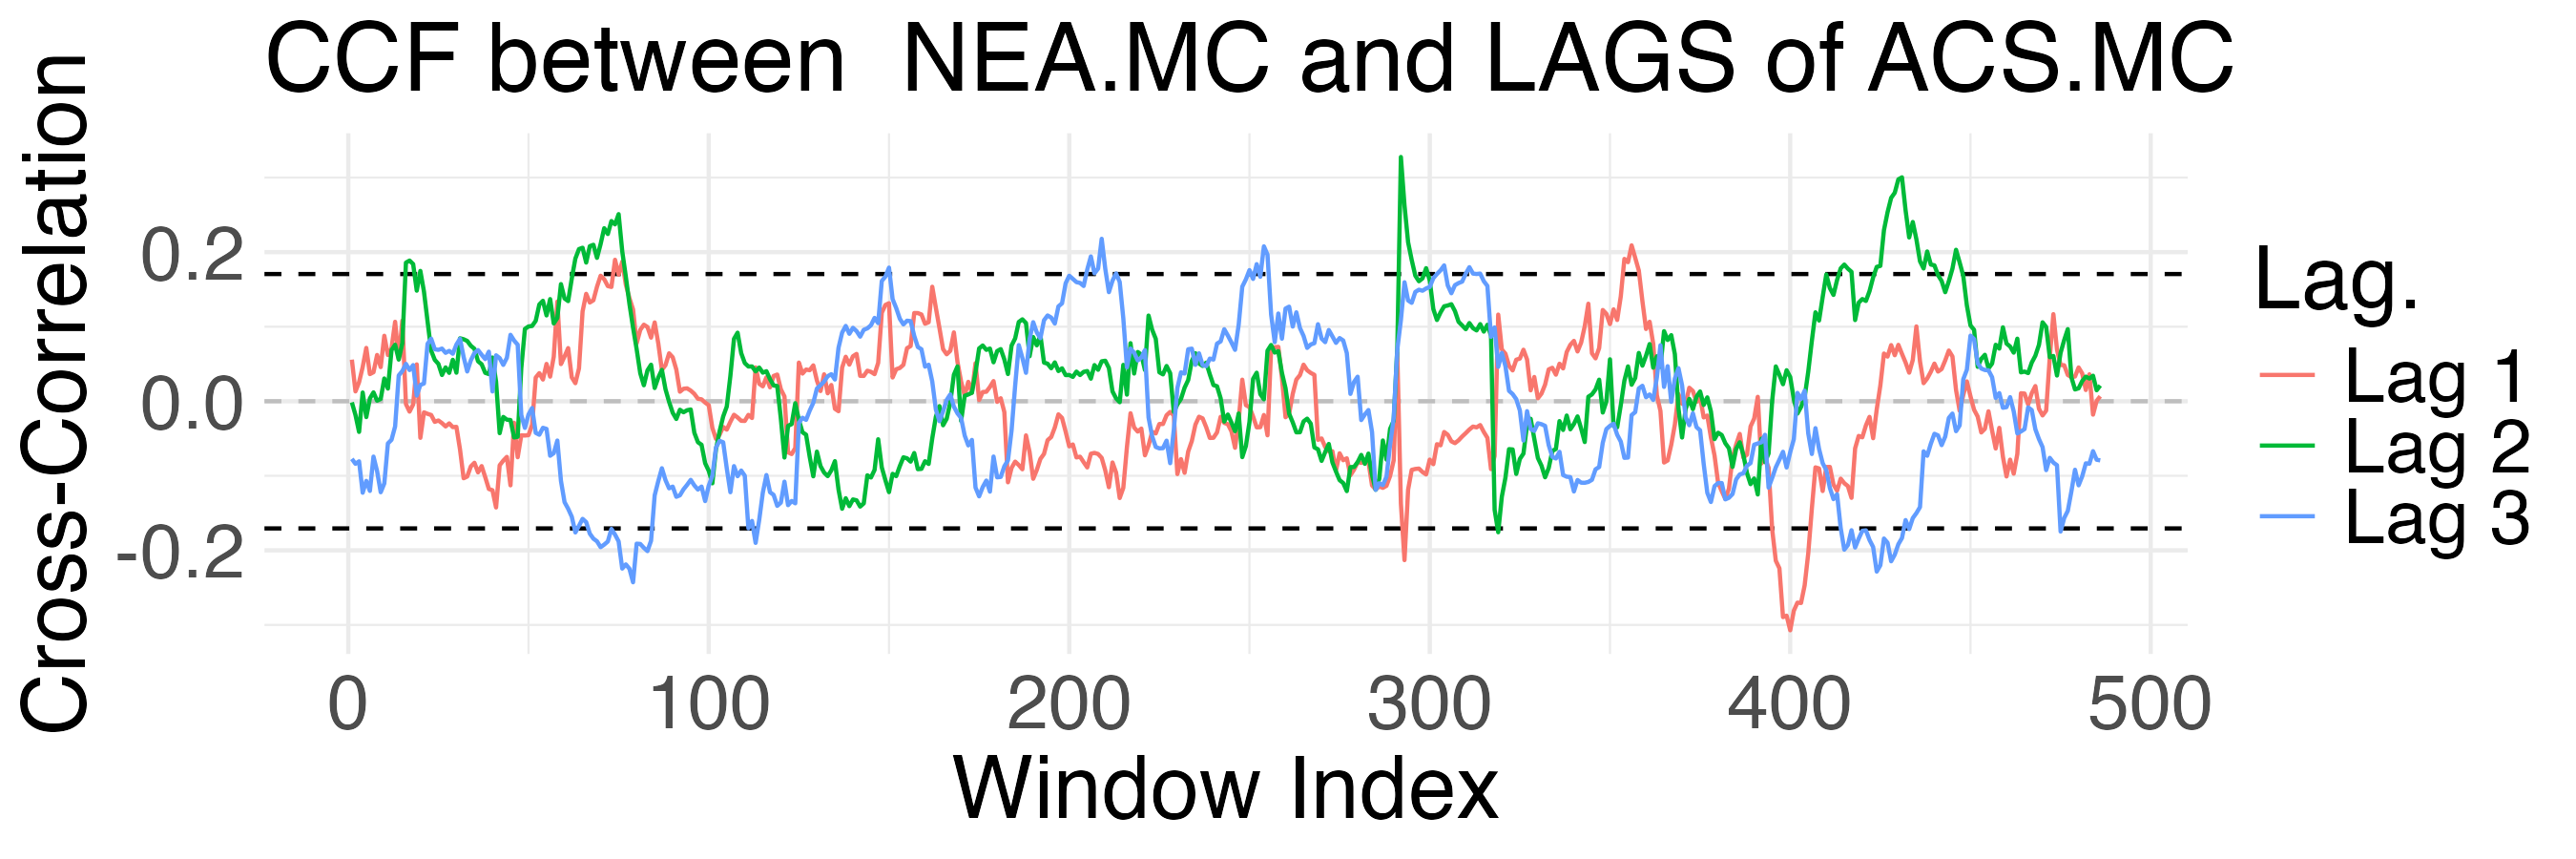 CCF between  NEA.MC and LAGS of ACS.MC
Cross-Correlation
0.2
0.0
-0.2
0 100 200 300 400 500
Window Index
Lag.
Lag 1
Lag 2
Lag 3